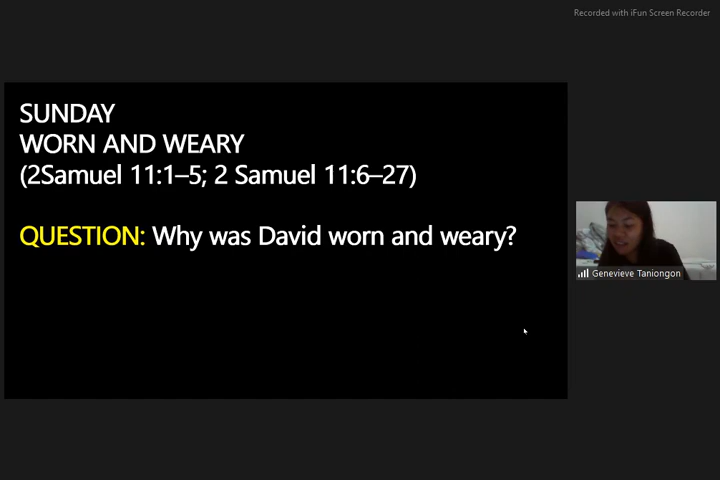 Recorded with iFun Screen Recorder
SUNDAY
WORN AND WEARY
(2Samuel 11:1–5; 2 Samuel 11:6–27)
QUESTION: Why was David worn and weary?
Genevieve Taniongon